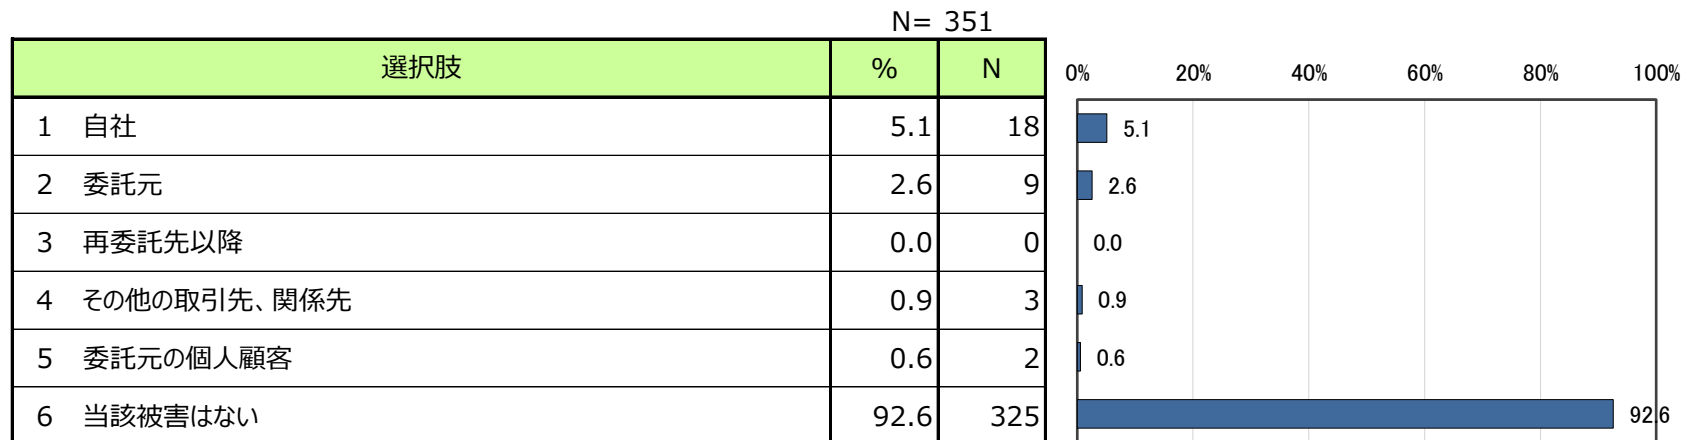 N= 351
選択肢 % N
0% 20% 40% 60% 80% 100%
1 自社 5.1 18 5.1
2 委託元 2.6 9 2.6
3 再委託先以降 0.0 0 0.0
4 その他の取引先、関係先 0.9 3 0.9
5 委託元の個人顧客 0.6 2 0.6
6 当該被害はない 92.6 325 92.6